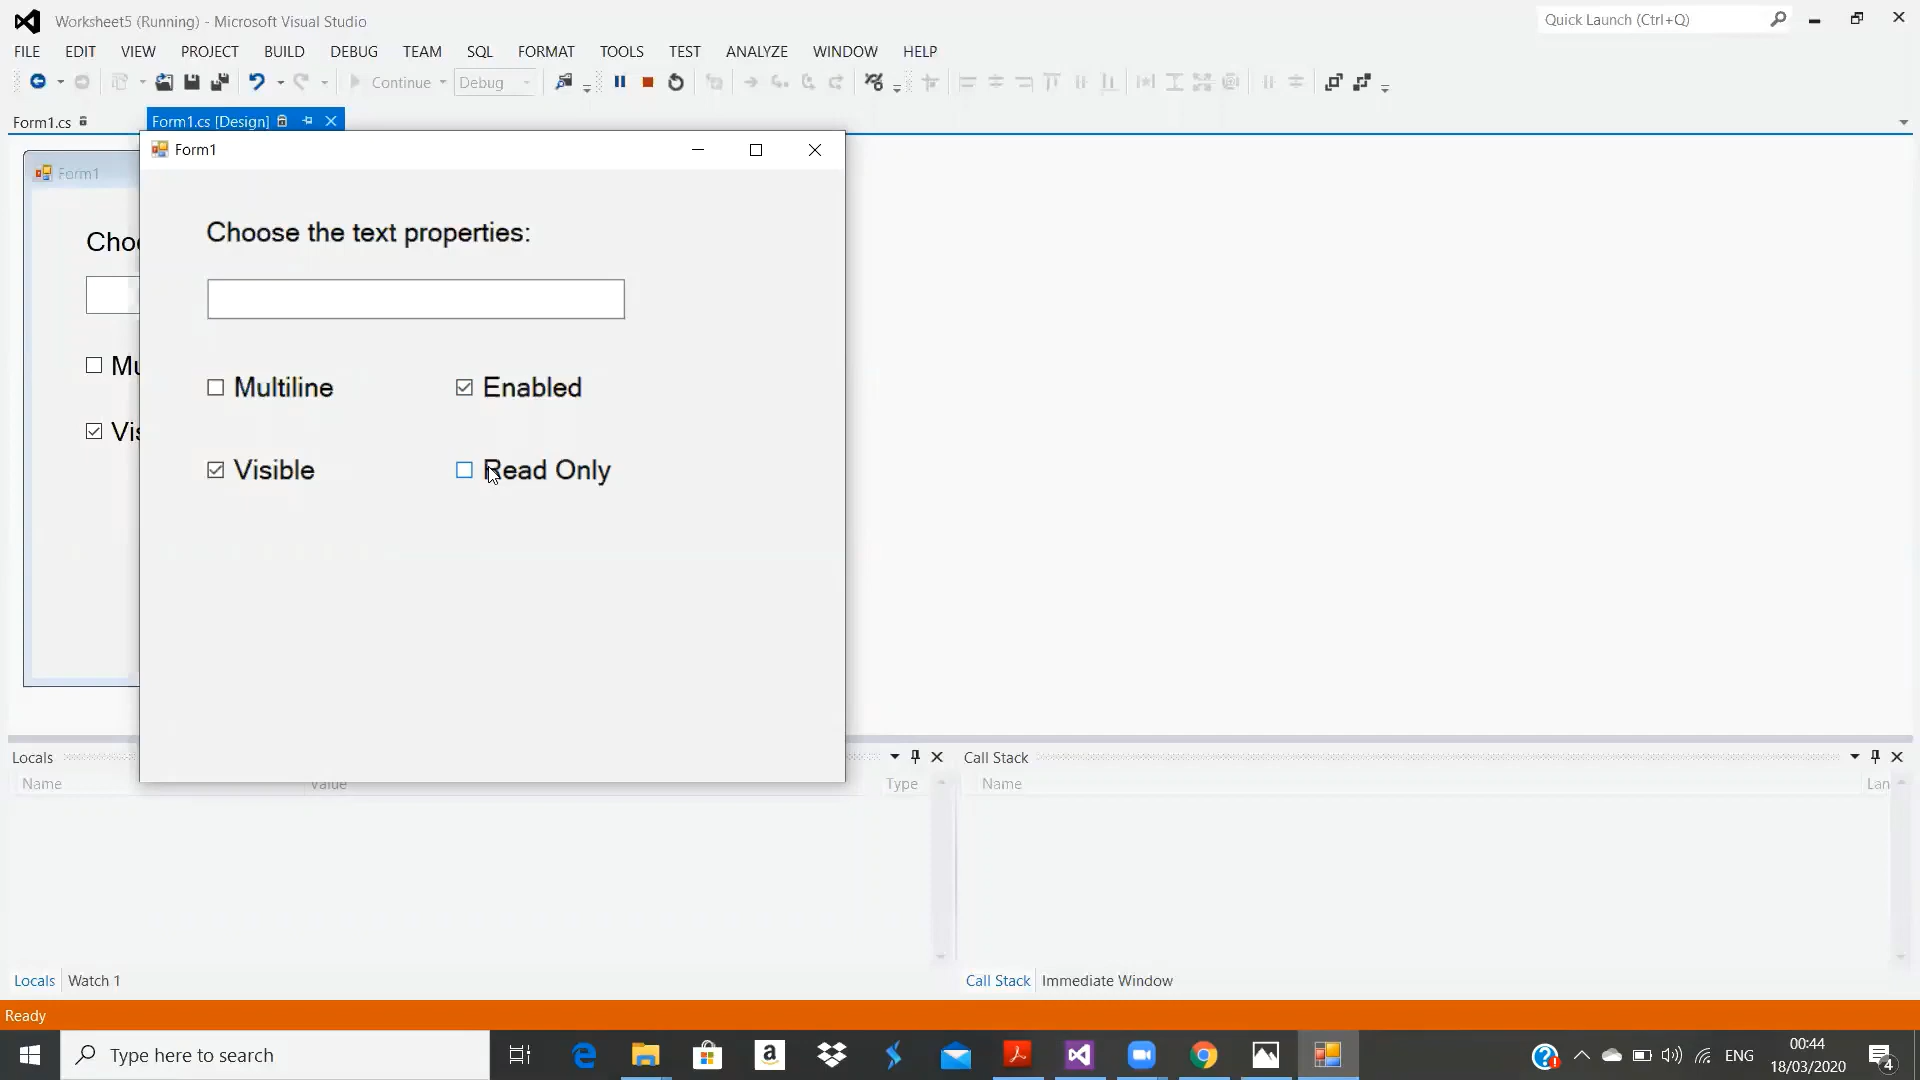 Worksheet5 (Running) - Microsoft Visual Studio
Quick Launch (Ctrl+Q)
FILE EDIT VIEW PROJECT BUILD DEBUG TEAM SQL FORMAT TOOLS TEST ANALYZE WINDOW HELP
Continue Debug
Form1.cs Form1.cs [Design]
Form1
Form1
Choose the text properties:
Choo
Multiline Enabled
Mu
Visible Read Only
Vis
Locals
Call Stack
Name Value Type
Name Lan
Locals Watch 1
Call Stack Immediate Window
Ready
Type here to search
a
ENG
00:44
18/03/2020
4